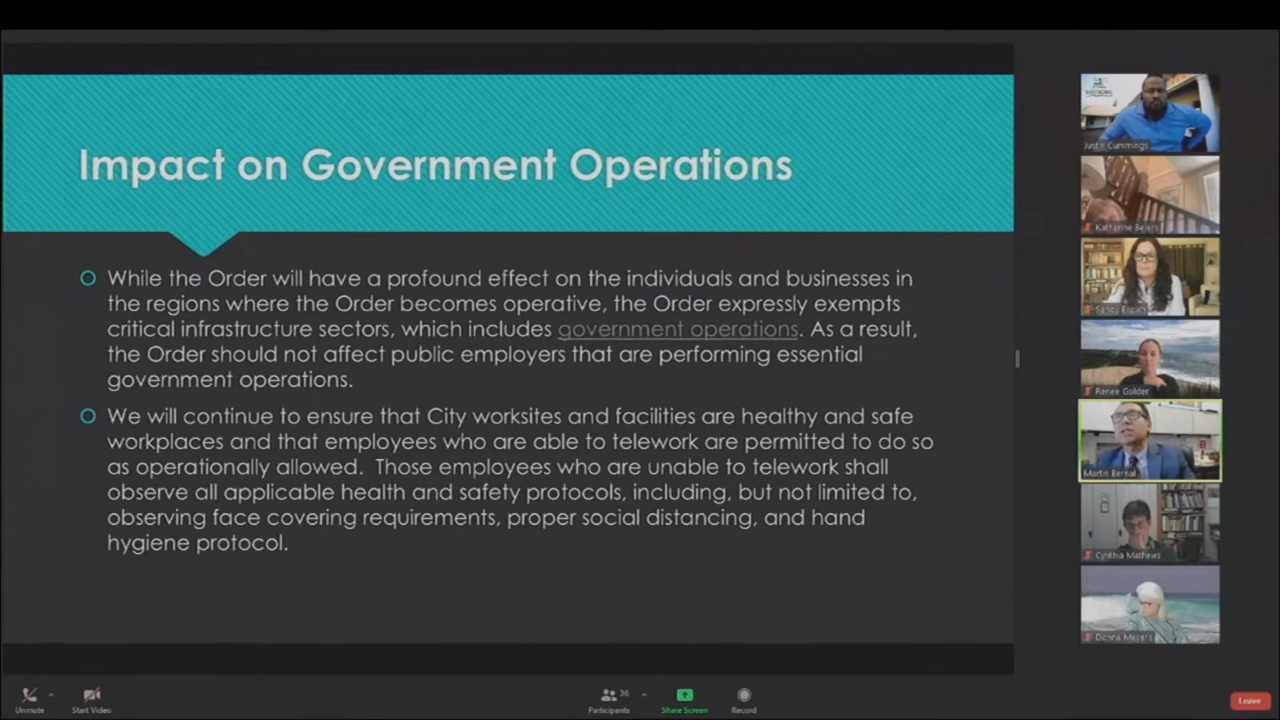 Impact on Government Operations
While the Order will have a profound effect on the individuals and businesses in
the regions where the Order becomes operative, the Order expressly exempts
critical infrastructure sectors, which includes government operations. As a result,
the Order should not affect public employers that are performing essential
government operations.
We will continue to ensure that City worksites and facilities are healthy and safe
workplaces and that employees who are able to telework are permitted to do so
as operationally allowed. Those employees who are unable to telework shall
observe all applicable health and safety protocols, including, but not limited to,
observing face covering requirements, proper social distancing, and hand
hygiene protocol.
Justin Cummings
Katherine Beiers
Sandy Brown
Renee Golder
Martin Bernal
Cynthia Mathews
Donna Meyers
Unmute
Start Video
36
Participants
Share Screen
Record
Leave